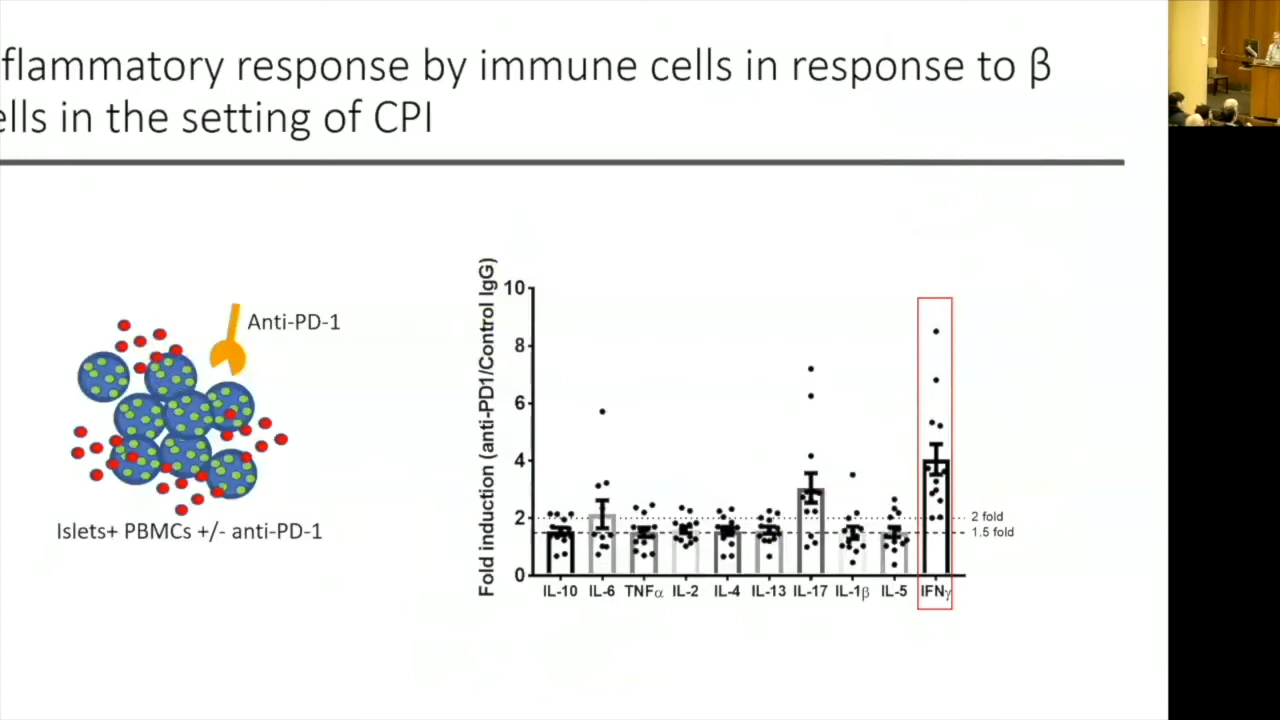 flammatory response by immune cells in response to β
ells in the setting of CPI
Anti-PD-1
Islets+ PBMCs +/- anti-PD-1
Fold induction (anti-PD1/Control IgG)
10
8
6
4
2
0
2 fold
1.5 fold
IL-10 IL-6 TNFα IL-2 IL-4 IL-13 IL-17 IL-1β IL-5 IFNγ